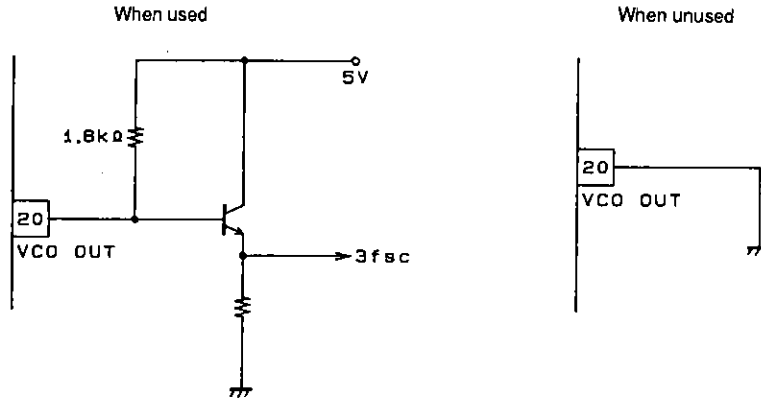 When used
When unused
5V
1.8kΩ
20
VCO OUT
3fsc
20
VCO OUT